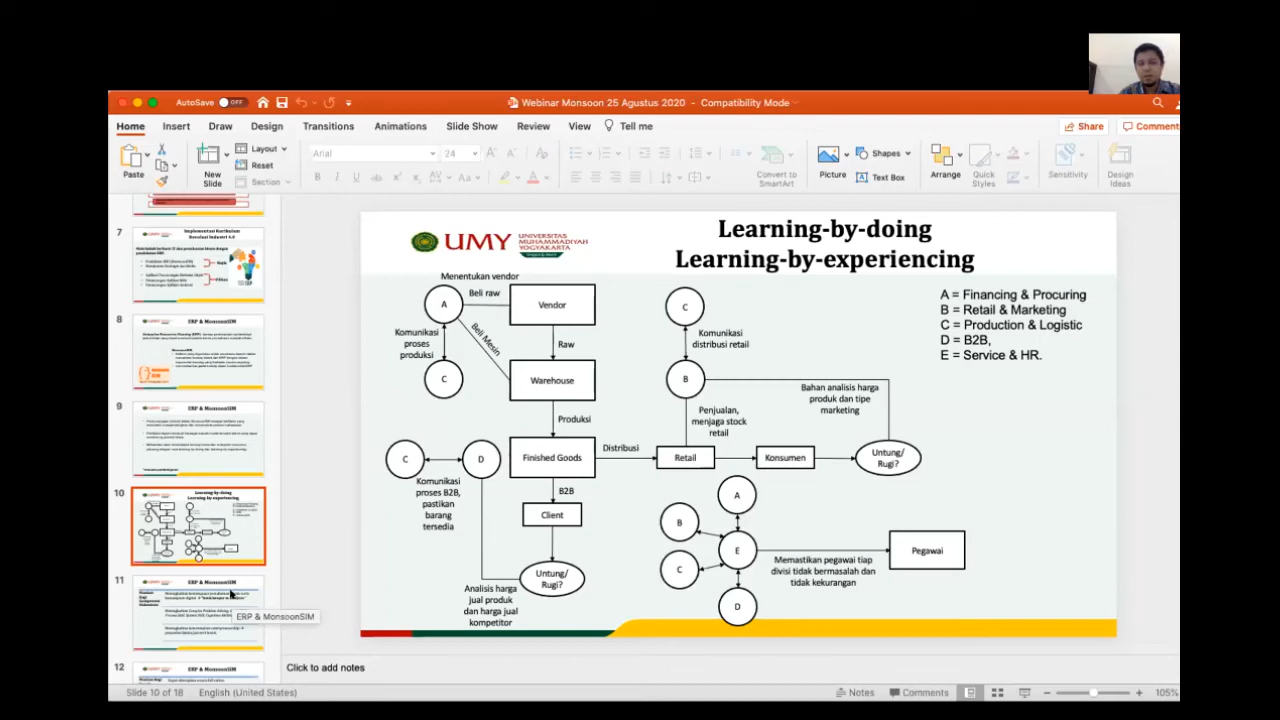 AutoSave
OFF
Webinar Monsoon 25 Agustus 2020 - Compatibility Mode
Home Insert Draw Design Transitions Animations Slide Show Review View Tell me
Share
Comment
Paste
New
Slide
Layout
Reset
Section
Arial
24
Convert to
SmartArt
Picture
Shapes
Text Box
Arrange
Quick
Styles
Sensitivity
Design
Ideas
7
8
ERP & MonsoonSIM
9
ERP & MonsoonSIM
10
Learning-by-doing
Learning-by-experiencing
11
ERP & MonsoonSIM
ERP & MonsoonSIM
12
ERP & MonsoonSIM
UMY
UNIVERSITAS
MUHAMMADIYAH
YOGYAKARTA
Learning-by-doing
Learning-by-experiencing
Menentukan vendor
A
Beli raw
Vendor
Komunikasi
proses
produksi
Beli Mesin
Raw
C
Warehouse
Produksi
C
D
Finished Goods
Distribusi
Komunikasi
proses B2B,
pastikan
barang
tersedia
B2B
Client
Untung/
Rugi?
Analisis harga
jual produk
dan harga jual
kompetitor
C
Komunikasi
distribusi retail
B
Bahan analisis harga
produk dan tipe
marketing
Penjualan,
menjaga stock
retail
Retail
Konsumen
Untung/
Rugi?
A
B
E
C
D
Memastikan pegawai tiap
divisi tidak bermasalah dan
tidak kekurangan
Pegawai
A = Financing & Procuring
B = Retail & Marketing
C = Production & Logistic
D = B2B,
E = Service & HR.
Click to add notes
Slide 10 of 18
English (United States)
Notes
Comments
105%